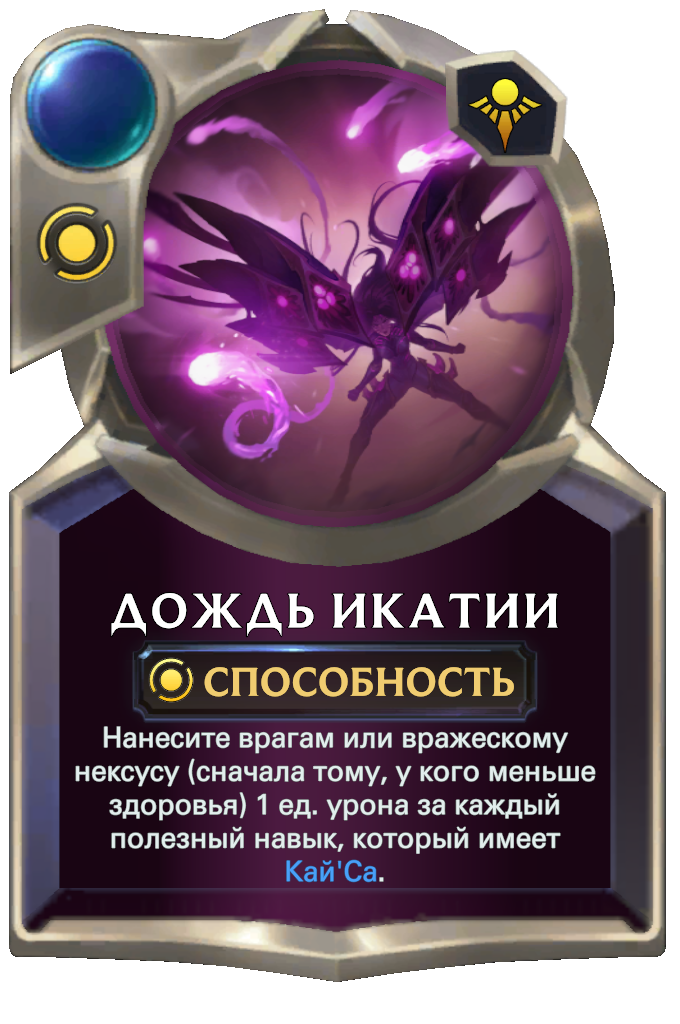 ДОЖДЬ ИКАТИИ
СПОСОБНОСТЬ
Нанесите врагам или вражескому
нексусу (сначала тому, у кого меньше
здоровья) 1 ед. урона за каждый
полезный навык, который имеет
Кай'Са.